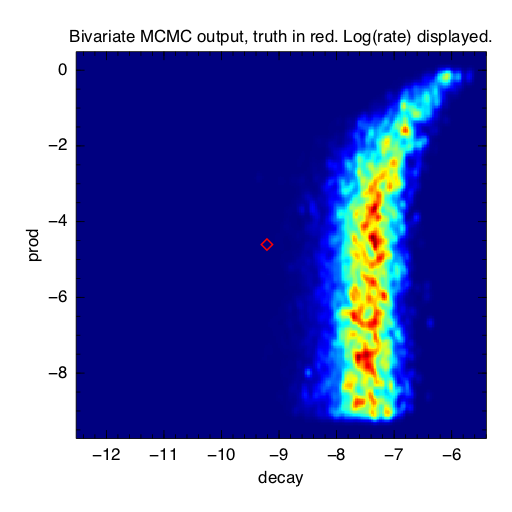 Bivariate MCMC output, truth in red. Log(rate) displayed.
0
−2
−4
−6
−8
prod
−12 −11 −10 −9 −8 −7 −6
decay